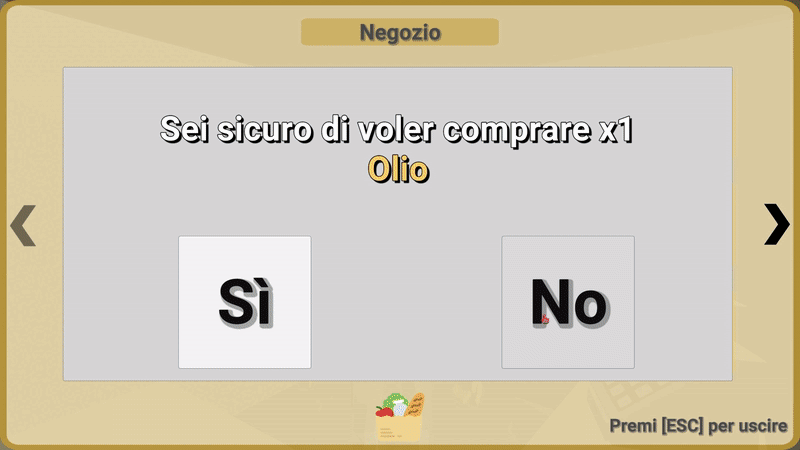 Negozio
Sei sicuro di voler comprare x1
Olio
Sì
No
Premi [ESC] per uscire